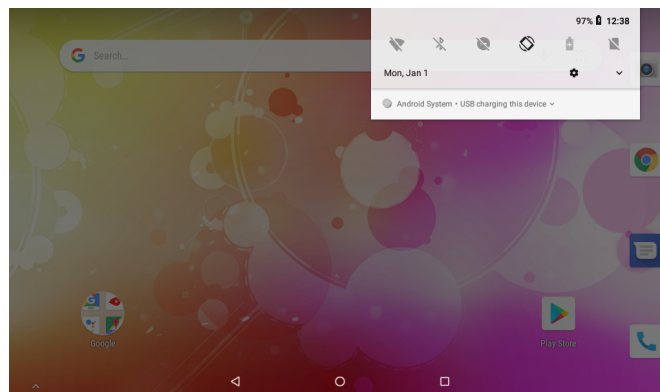 97% 12:38
Search...
Mon, Jan 1
Android System • USB charging this device
Google
Play Store